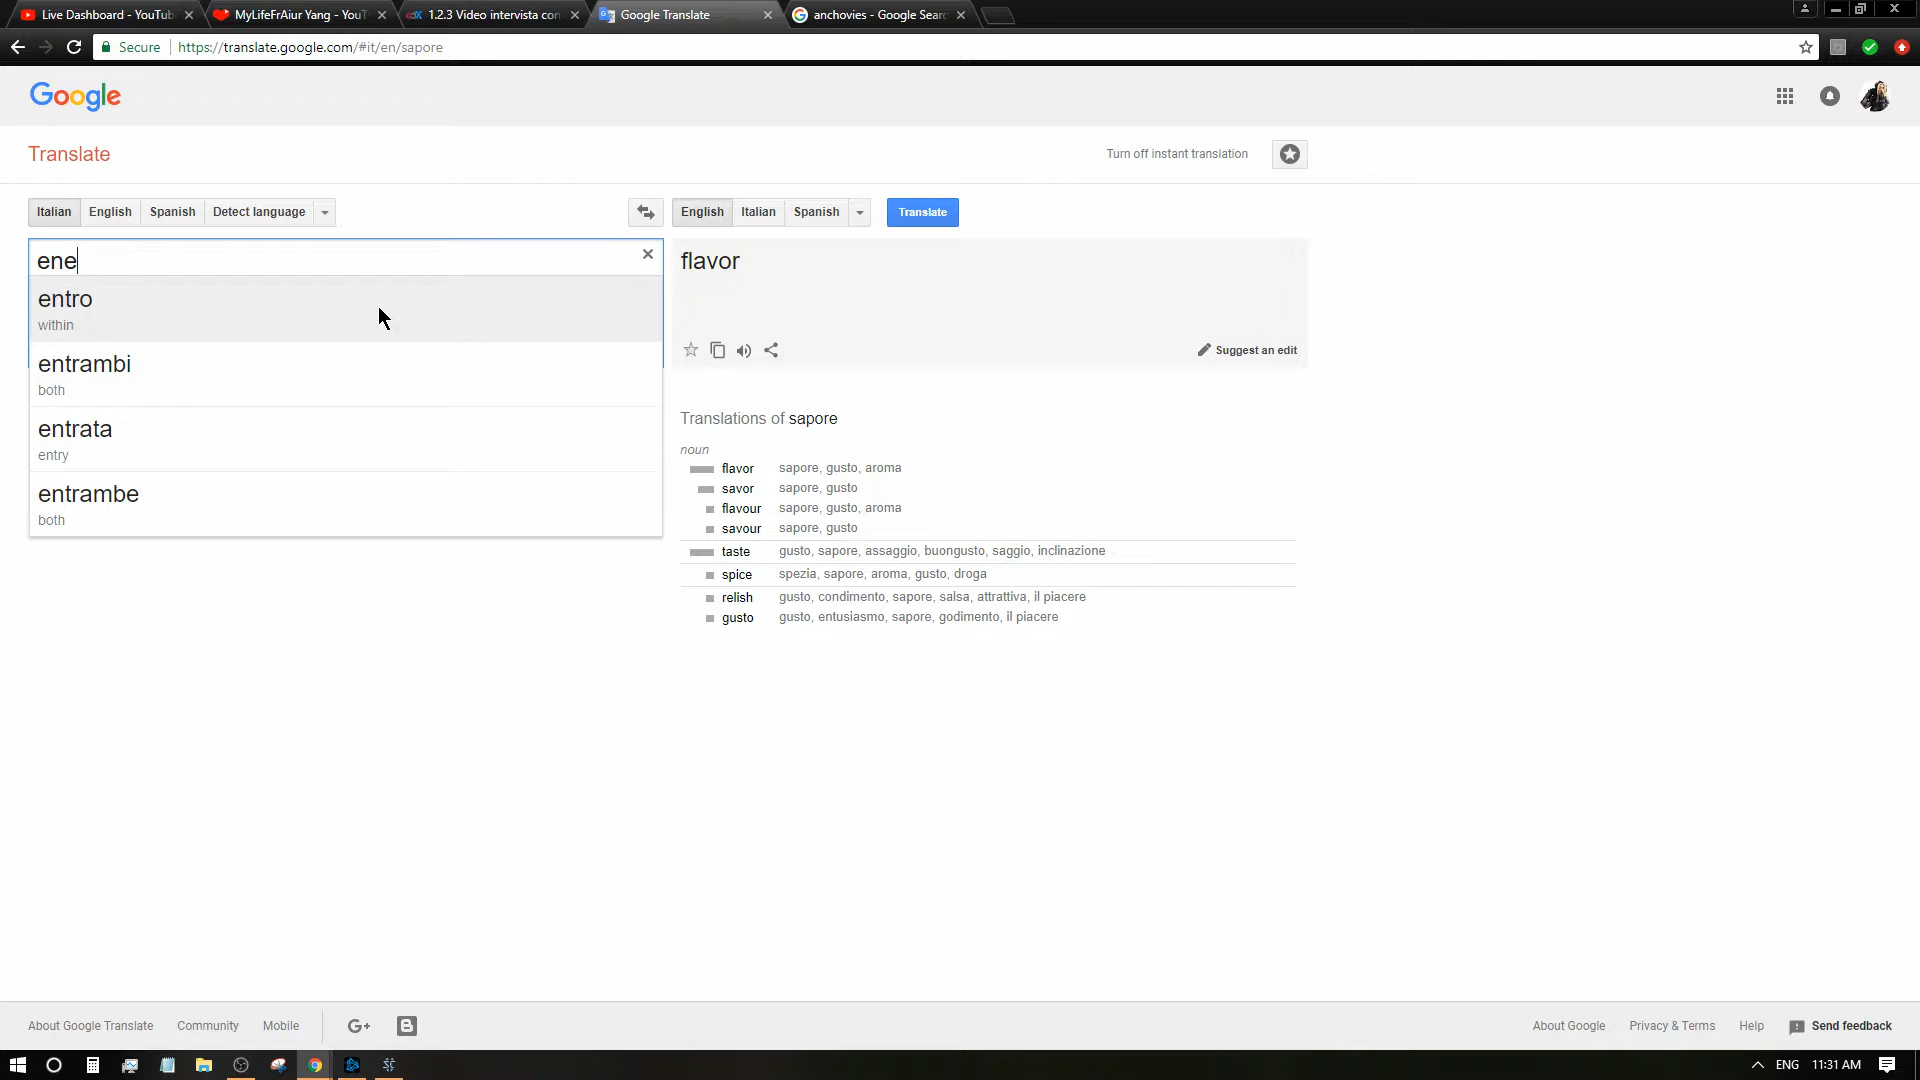 Live Dashboard - YouTub
MyLifeFrAiur Yang - YouT
1.2.3 Video intervista con
Google Translate
anchovies - Google Sear
Secure
https://translate.google.com/#it/en/sapore
Google
Translate
Turn off instant translation
Italian English Spanish Detect language
English Italian Spanish Translate
ene
flavor
entro
within
entrambi
both
entrata
entry
entrambe
both
Suggest an edit
Translations of sapore
noun
flavor sapore, gusto, aroma
savor sapore, gusto
flavour sapore, gusto, aroma
savour sapore, gusto
taste gusto, sapore, assaggio, buongusto, saggio, inclinazione
spice spezia, sapore, aroma, gusto, droga
relish gusto, condimento, sapore, salsa, attrattiva, il piacere
gusto gusto, entusiasmo, sapore, godimento, il piacere
About Google Translate Community Mobile G+
About Google Privacy & Terms Help Send feedback
ENG 11:31 AM